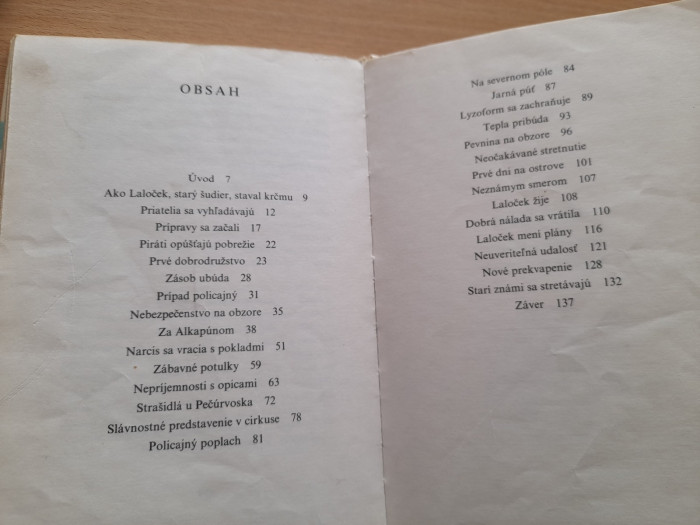 OBSAH
Úvod 7
Ako Laloček, starý šudier, staval krčmu 9
Priatelia sa vyhľadávajú 12
Prípravy sa začali 17
Piráti opúšťajú pobrežie 22
Prvé dobrodružstvo 23
Zásob ubúda 28
Prípad policajný 31
Nebezpečenstvo na obzore 35
Za Alkapúnom 38
Narcis sa vracia s pokladmi 51
Zábavné potulky 59
Nepríjemnosti s opicami 63
Strašidlá u Pečúrvoska 72
Slávnostné predstavenie v cirkuse 78
Policajný poplach 81
Na severnom póle 84
Jarná púť 87
Lyzoform sa zachraňuje 89
Tepla pribúda 93
Pevnina na obzore 96
Neočakávané stretnutie
Prvé dni na ostrove 101
Neznámym smerom 107
Laloček žije 108
Dobrá nálada sa vrátila 110
Laloček mení plány 116
Neuveriteľná udalosť 121
Nové prekvapenie 128
Starí známi sa stretávajú 132
Záver 137